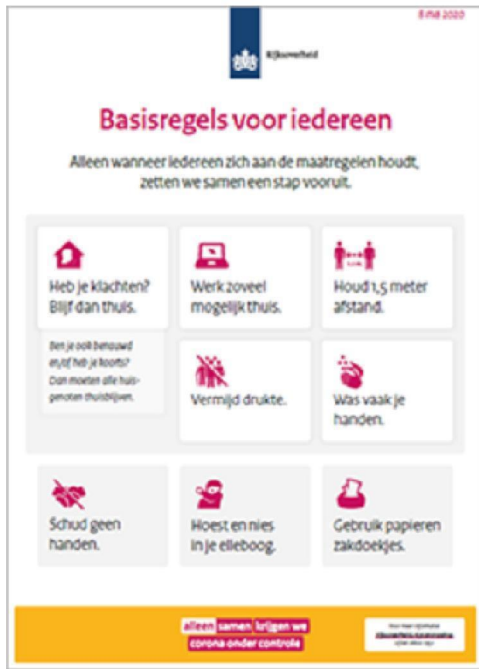 8 mei 2020
Rijksoverheid
Basisregels voor iedereen
Alleen wanneer iedereen zich aan de maatregelen houdt,
zetten we samen een stap vooruit.
Heb je klachten?
Blijf dan thuis.
Werk zoveel
mogelijk thuis.
Houd 1,5 meter
afstand.
Ben je ook benauwd
en/of heb je koorts?
Dan moeten alle huis-
genoten thuisblijven.
Vermijd drukte.
Was vaak je
handen.
Schud geen
handen.
Hoest en nies
in je elleboog.
Gebruik papieren
zakdoekjes.
alleen samen krijgen we
corona onder controle
Voor meer informatie: